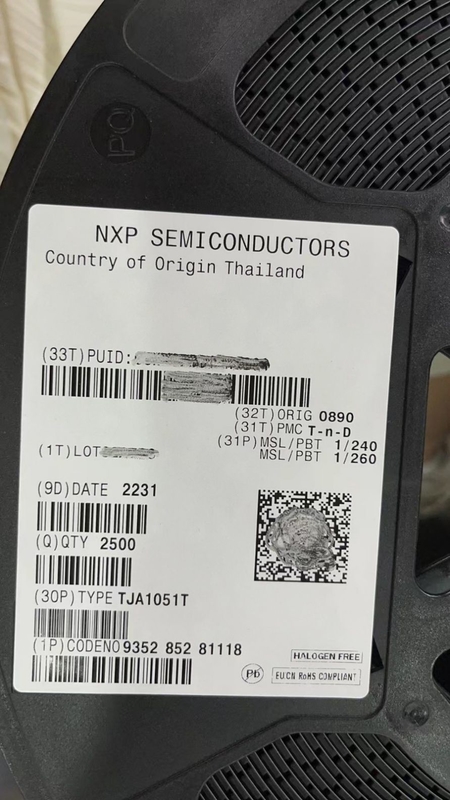 PQ
NXP SEMICONDUCTORS
Country of Origin Thailand
(33T)PUID:
(32T)ORIG 0890
(31T)PMC T-n-D
(31P)MSL/PBT 1/240
MSL/PBT 1/260
(1T)LOT
(9D)DATE 2231
(Q)QTY 2500
(30P)TYPE TJA1051T
(1P)CODENO 9352 852 81118
HALOGEN FREE
Pb
EU.CN RoHS COMPLIANT